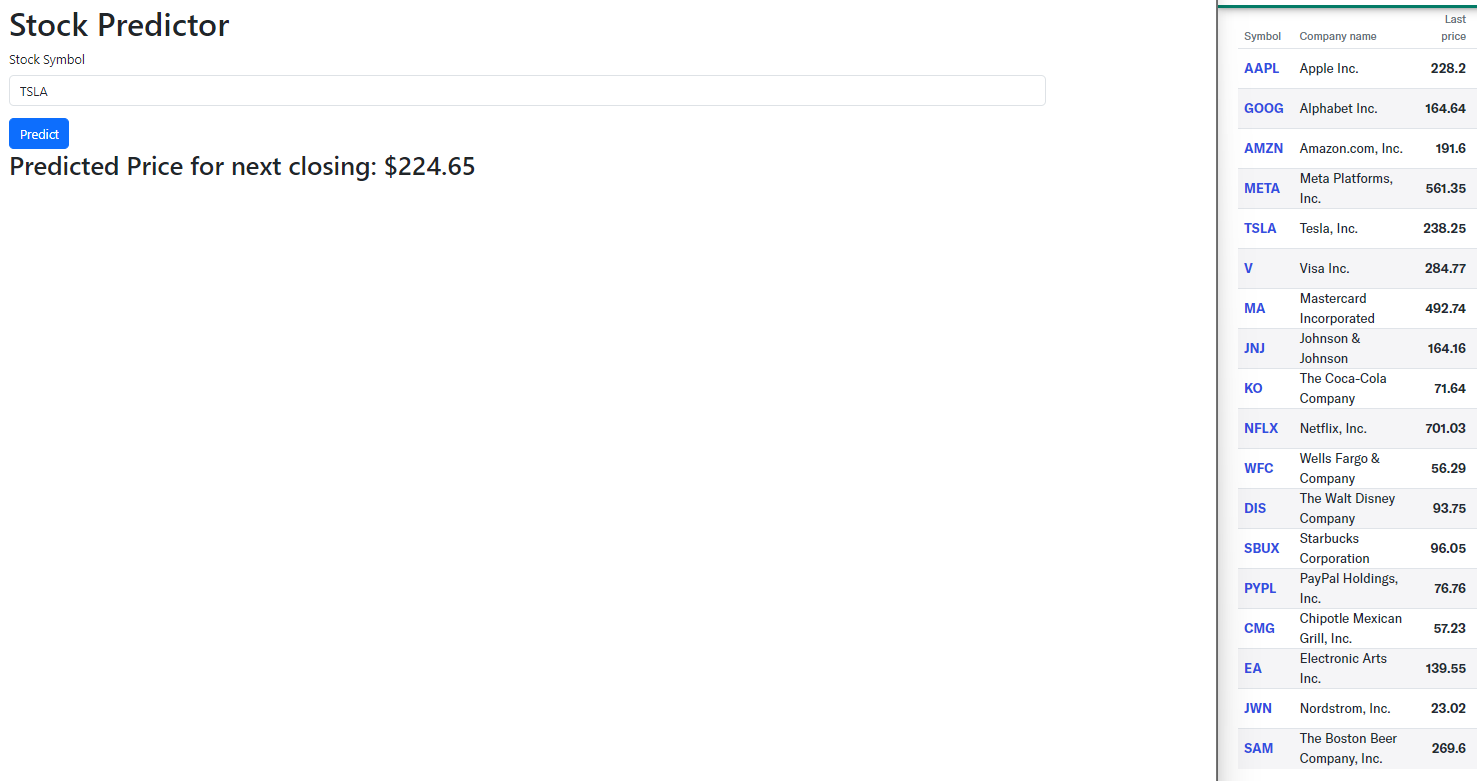 Stock Predictor
Stock Symbol
TSLA
Predict
Predicted Price for next closing: $224.65
Last
Symbol Company name price
AAPL Apple Inc. 228.2
GOOG Alphabet Inc. 164.64
AMZN Amazon.com, Inc. 191.6
META Meta Platforms, Inc. 561.35
TSLA Tesla, Inc. 238.25
V Visa Inc. 284.77
MA Mastercard Incorporated 492.74
JNJ Johnson & Johnson 164.16
KO The Coca-Cola Company 71.64
NFLX Netflix, Inc. 701.03
WFC Wells Fargo & Company 56.29
DIS The Walt Disney Company 93.75
SBUX Starbucks Corporation 96.05
PYPL PayPal Holdings, Inc. 76.76
CMG Chipotle Mexican Grill, Inc. 57.23
EA Electronic Arts Inc. 139.55
JWN Nordstrom, Inc. 23.02
SAM The Boston Beer Company, Inc. 269.6